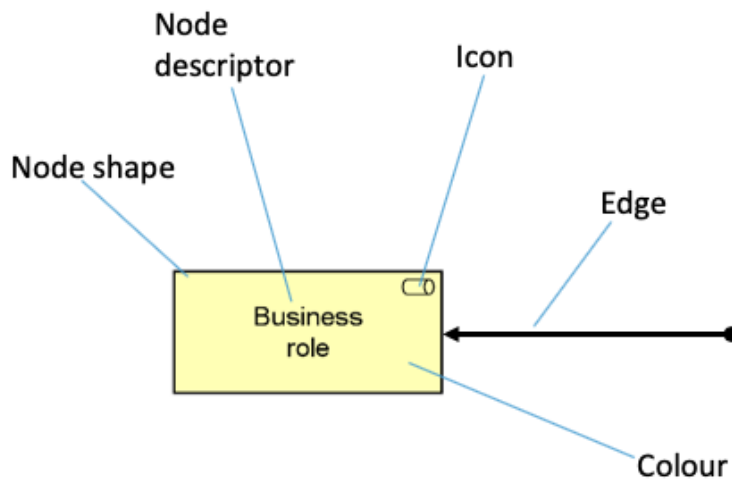 Node
descriptor
Icon
Node shape
Edge
Business
role
Colour